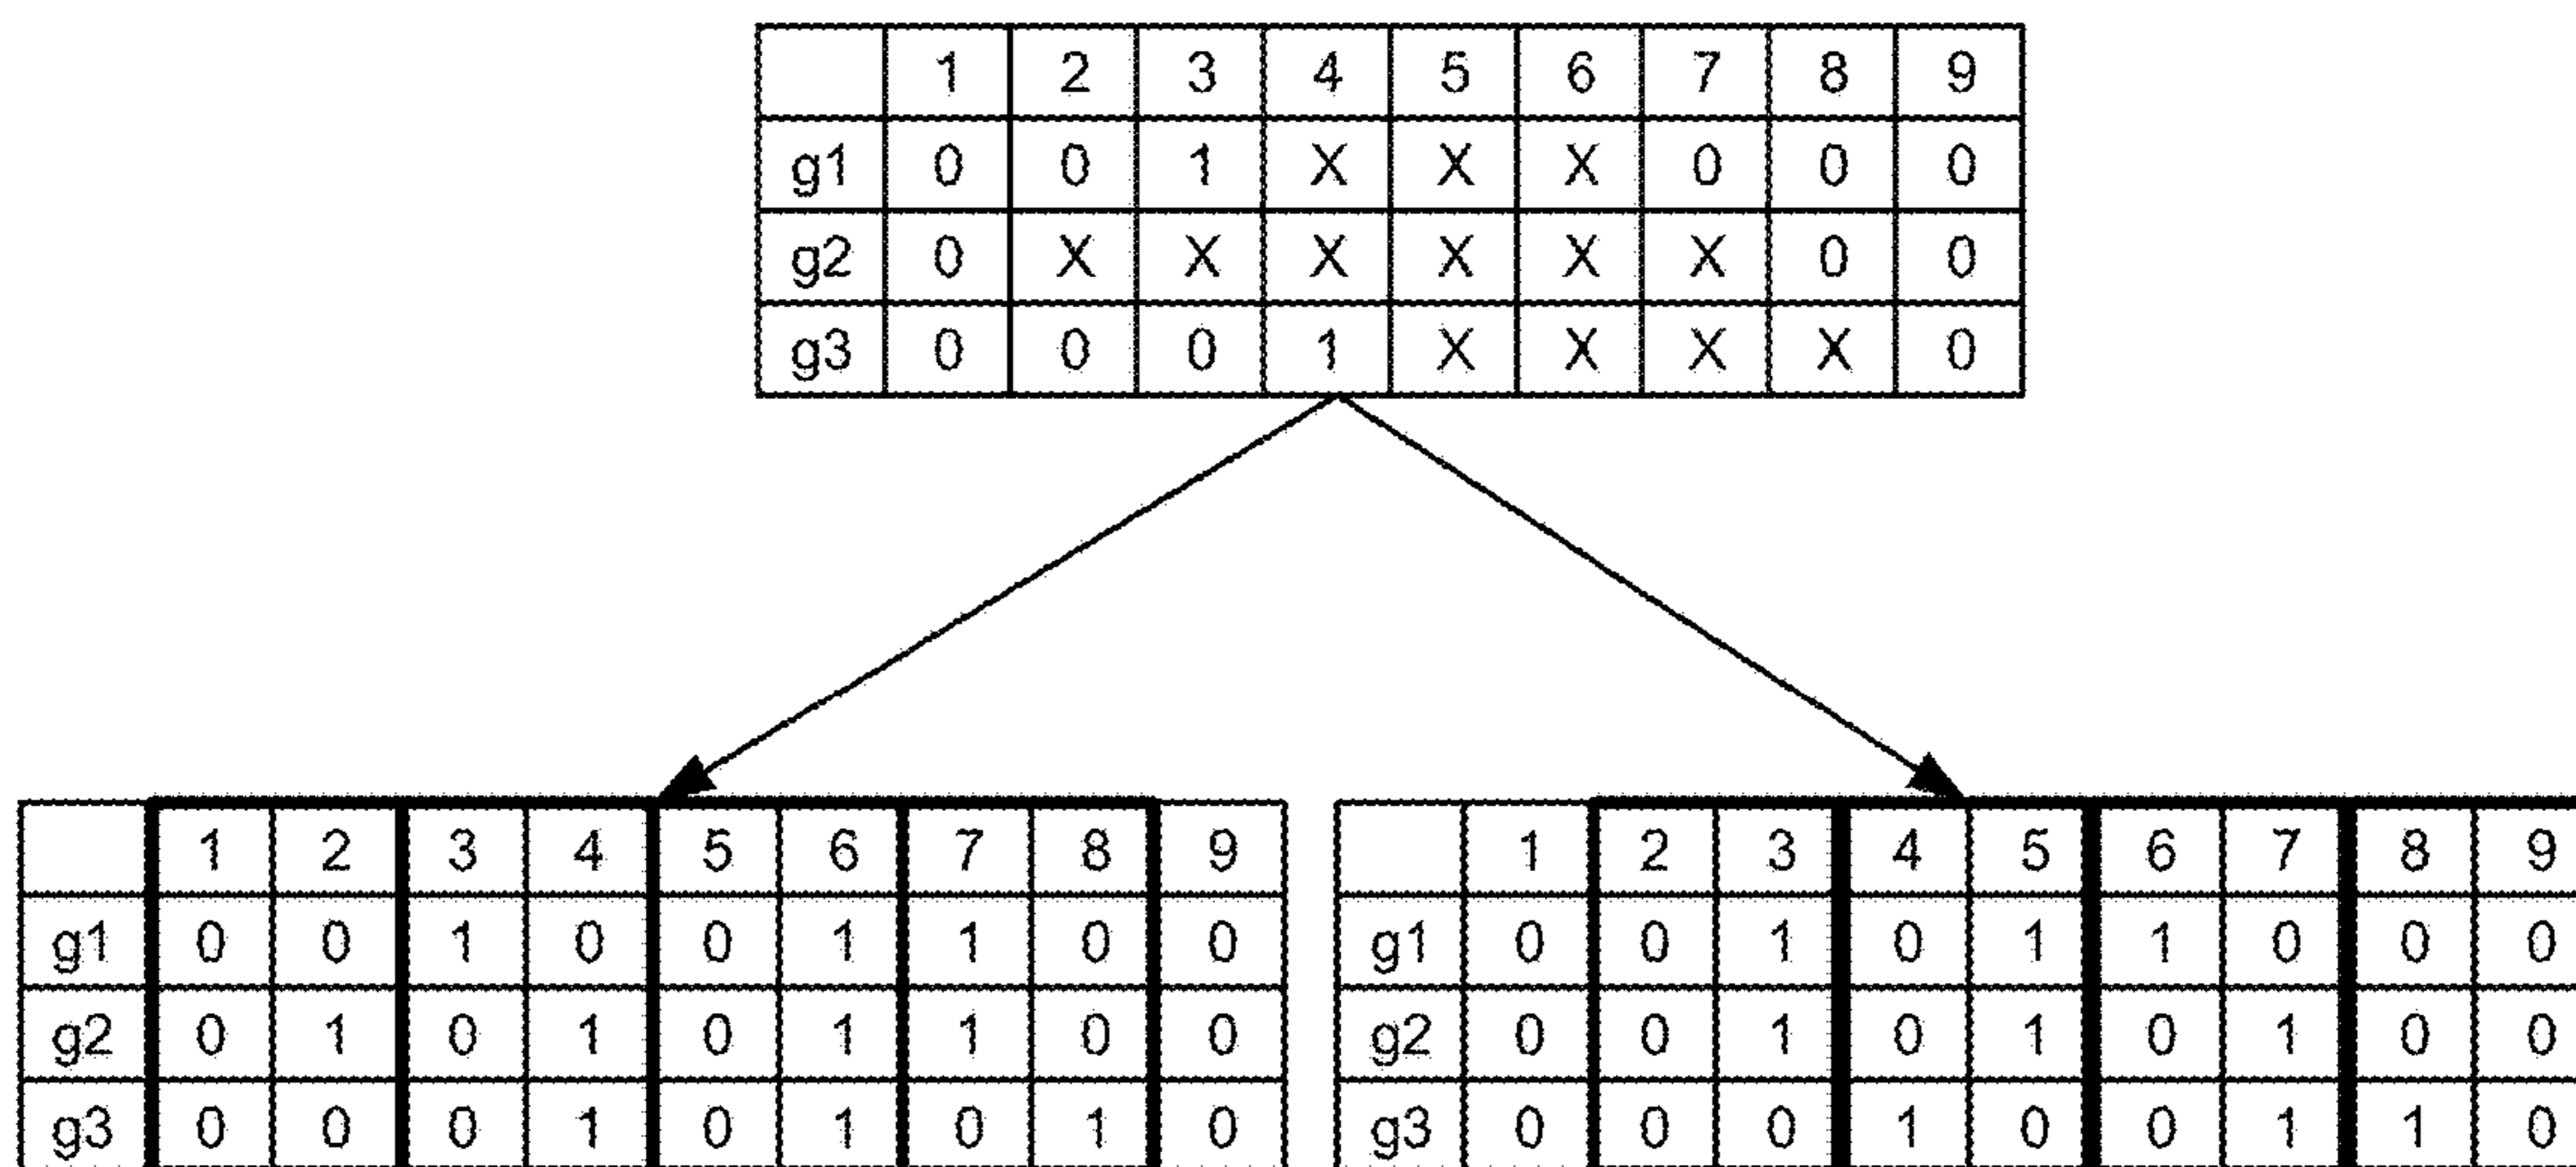 1 2 3 4 5 6 7 8 9
g1 0 0 1 X X X 0 0 0
g2 0 X X X X X X 0 0
g3 0 0 0 1 X X X X 0
1 2 3 4 5 6 7 8 9
g1 0 0 1 0 0 1 1 0 0
g2 0 1 0 1 0 1 1 0 0
g3 0 0 0 1 0 1 0 1 0
1 2 3 4 5 6 7 8 9
g1 0 0 1 0 1 1 0 0 0
g2 0 0 1 0 1 0 1 0 0
g3 0 0 0 1 0 0 1 1 0